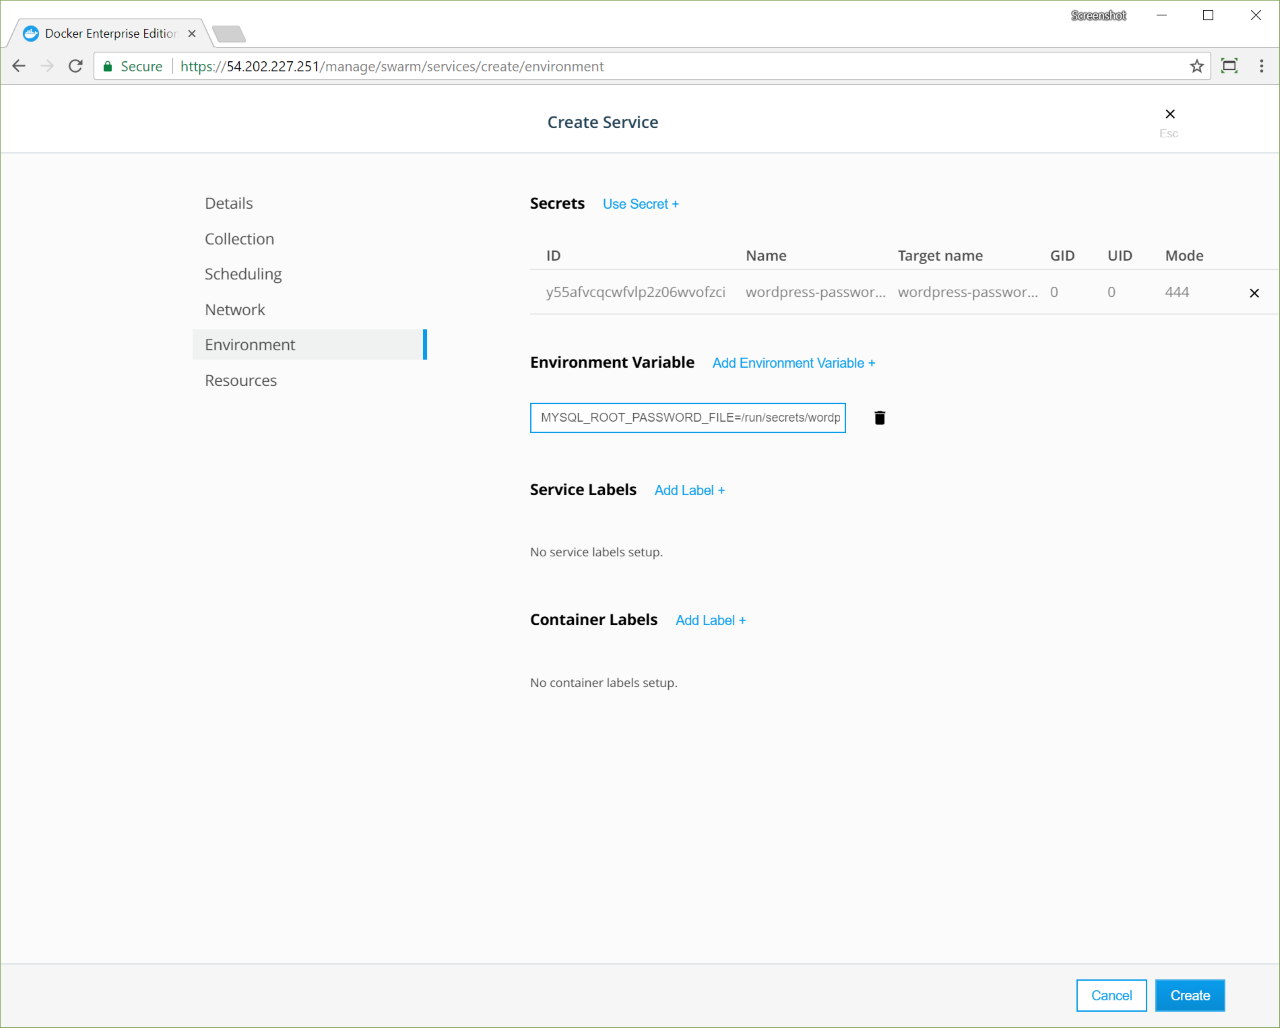 Screenshot
Docker Enterprise Edition
Secure https://54.202.227.251/manage/swarm/services/create/environment
Create Service
Esc
Details
Collection
Scheduling
Network
Environment
Resources
Secrets Use Secret +
ID Name Target name GID UID Mode
y55afvcqcwfvlp2z06wvofzci wordpress-passwor... wordpress-passwor... 0 0 444
Environment Variable Add Environment Variable +
MYSQL_ROOT_PASSWORD_FILE=/run/secrets/wordp
Service Labels Add Label +
No service labels setup.
Container Labels Add Label +
No container labels setup.
Cancel Create